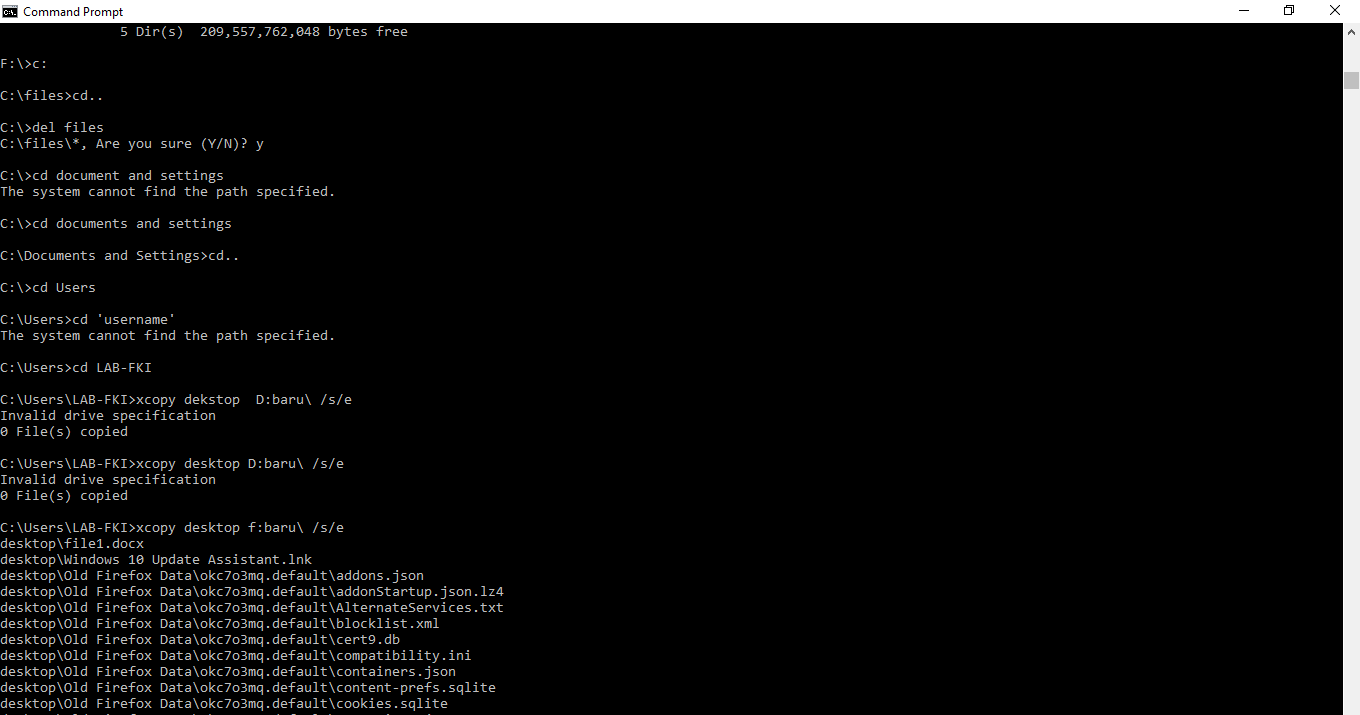 Command Prompt
5 Dir(s)  209,557,762,048 bytes free
F:\>c:
C:\files>cd..
C:\>del files
C:\files\*, Are you sure (Y/N)? y
C:\>cd document and settings
The system cannot find the path specified.
C:\>cd documents and settings
C:\Documents and Settings>cd..
C:\>cd Users
C:\Users>cd 'username'
The system cannot find the path specified.
C:\Users>cd LAB-FKI
C:\Users\LAB-FKI>xcopy dekstop  D:baru\ /s/e
Invalid drive specification
0 File(s) copied
C:\Users\LAB-FKI>xcopy desktop D:baru\ /s/e
Invalid drive specification
0 File(s) copied
C:\Users\LAB-FKI>xcopy desktop f:baru\ /s/e
desktop\file1.docx
desktop\Windows 10 Update Assistant.lnk
desktop\Old Firefox Data\okc7o3mq.default\addons.json
desktop\Old Firefox Data\okc7o3mq.default\addonStartup.json.lz4
desktop\Old Firefox Data\okc7o3mq.default\AlternateServices.txt
desktop\Old Firefox Data\okc7o3mq.default\blocklist.xml
desktop\Old Firefox Data\okc7o3mq.default\cert9.db
desktop\Old Firefox Data\okc7o3mq.default\compatibility.ini
desktop\Old Firefox Data\okc7o3mq.default\containers.json
desktop\Old Firefox Data\okc7o3mq.default\content-prefs.sqlite
desktop\Old Firefox Data\okc7o3mq.default\cookies.sqlite